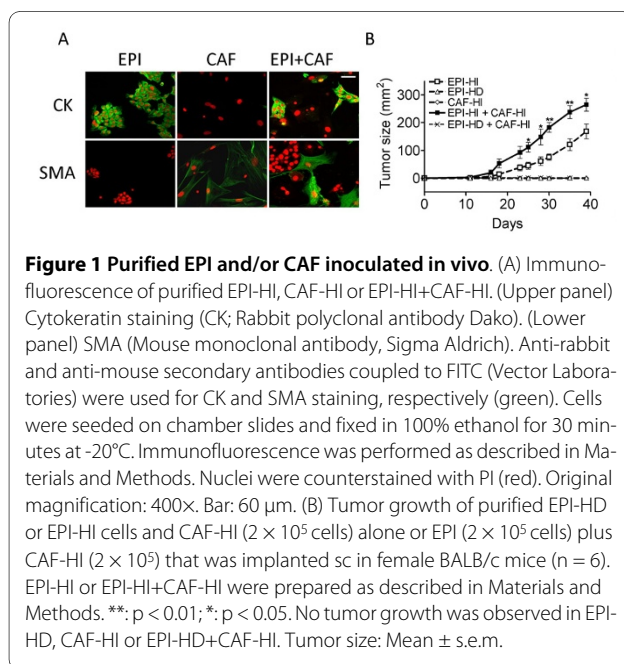 A
B
EPI CAF EPI+CAF
CK
SMA
EPI-HI
EPI-HD
CAF-HI
EPI-HI + CAF-HI
EPI-HD + CAF-HI
Tumor size (mm²)
300
200
100
0
* * * ** ** *
0 10 20 30 40
Days
Figure 1 Purified EPI and/or CAF inoculated in vivo. (A) Immuno-
fluorescence of purified EPI-HI, CAF-HI or EPI-HI+CAF-HI. (Upper panel)
Cytokeratin staining (CK; Rabbit polyclonal antibody Dako). (Lower
panel) SMA (Mouse monoclonal antibody, Sigma Aldrich). Anti-rabbit
and anti-mouse secondary antibodies coupled to FITC (Vector Labora-
tories) were used for CK and SMA staining, respectively (green). Cells
were seeded on chamber slides and fixed in 100% ethanol for 30 min-
utes at -20°C. Immunofluorescence was performed as described in Ma-
terials and Methods. Nuclei were counterstained with PI (red). Original
magnification: 400×. Bar: 60 μm. (B) Tumor growth of purified EPI-HD
or EPI-HI cells and CAF-HI (2 × 10⁵ cells) alone or EPI (2 × 10⁵ cells) plus
CAF-HI (2 × 10⁵) that was implanted sc in female BALB/c mice (n = 6).
EPI-HI or EPI-HI+CAF-HI were prepared as described in Materials and
Methods. **: p < 0.01; *: p < 0.05. No tumor growth was observed in EPI-
HD, CAF-HI or EPI-HD+CAF-HI. Tumor size: Mean ± s.e.m.